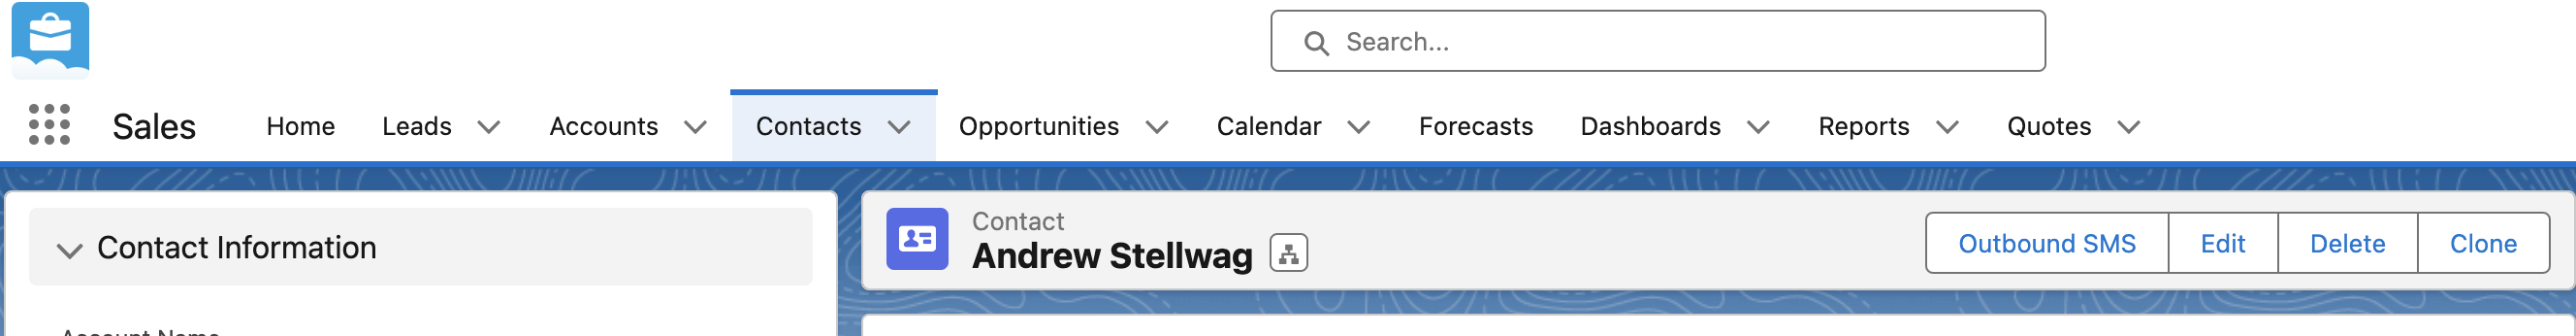 Search...
Sales Home Leads Accounts Contacts Opportunities Calendar Forecasts Dashboards Reports Quotes
Contact Information
Contact
Andrew Stellwag
Outbound SMS Edit Delete Clone
Account Name